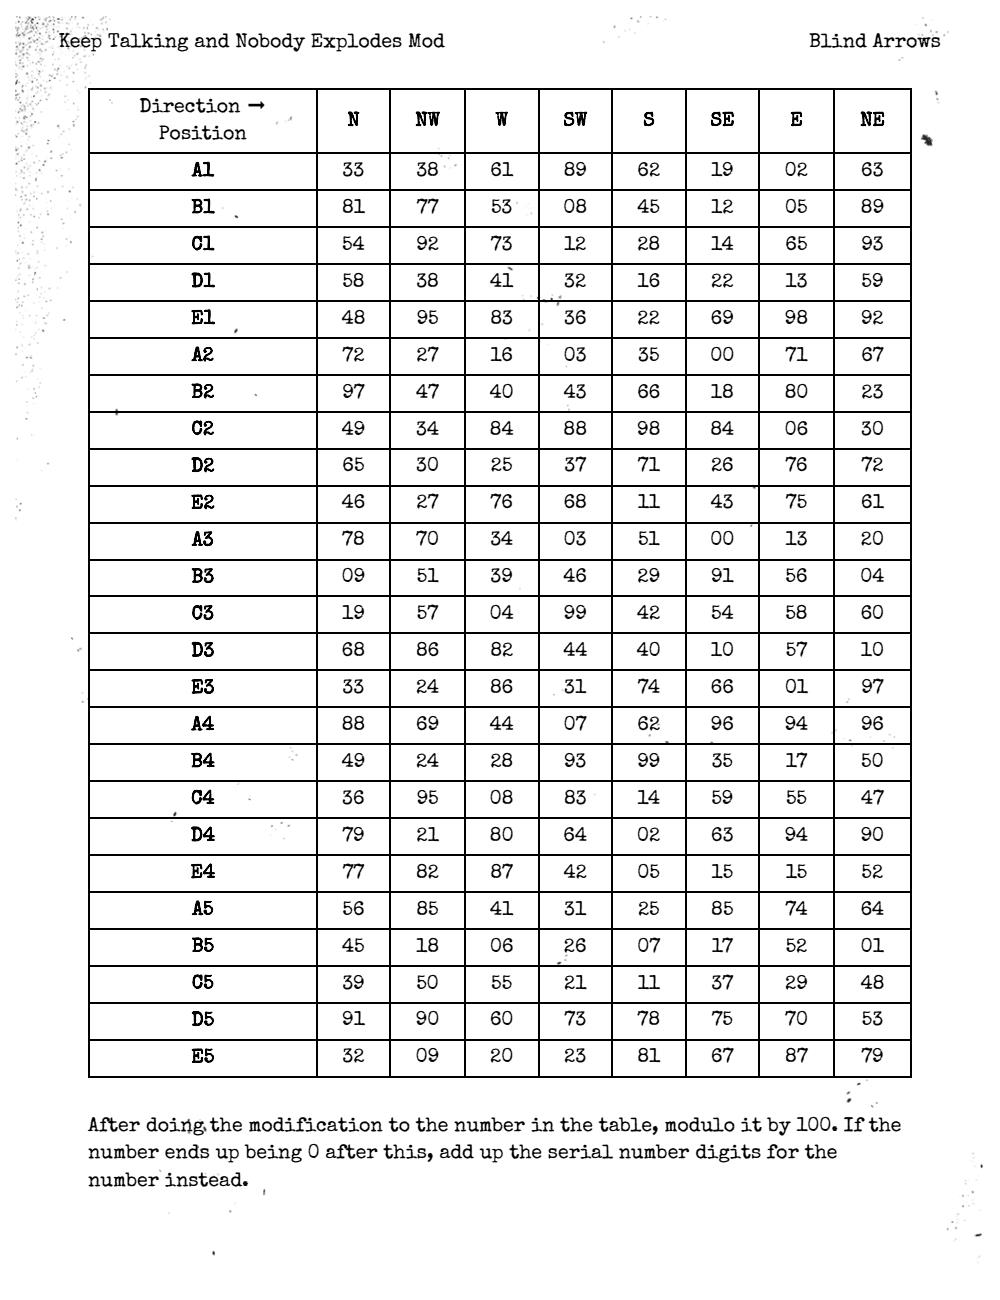 Keep Talking and Nobody Explodes Mod Blind Arrows
Direction → N NW W SW S SE E NE
Position
A1 33 38 61 89 62 19 02 63
B1 81 77 53 08 45 12 05 89
C1 54 92 73 12 28 14 65 93
D1 58 38 41 32 16 22 13 59
E1 48 95 83 36 22 69 98 92
A2 72 27 16 03 35 00 71 67
B2 97 47 40 43 66 18 80 23
C2 49 34 84 88 98 84 06 30
D2 65 30 25 37 71 26 76 72
E2 46 27 76 68 11 43 75 61
A3 78 70 34 03 51 00 13 20
B3 09 51 39 46 29 91 56 04
C3 19 57 04 99 42 54 58 60
D3 68 86 82 44 40 10 57 10
E3 33 24 86 31 74 66 01 97
A4 88 69 44 07 62 96 94 96
B4 49 24 28 93 99 35 17 50
C4 36 95 08 83 14 59 55 47
D4 79 21 80 64 02 63 94 90
E4 77 82 87 42 05 15 15 52
A5 56 85 41 31 25 85 74 64
B5 45 18 06 26 07 17 52 01
C5 39 50 55 21 11 37 29 48
D5 91 90 60 73 78 75 70 53
E5 32 09 20 23 81 67 87 79
After doing the modification to the number in the table, modulo it by 100. If the
number ends up being 0 after this, add up the serial number digits for the
number instead.